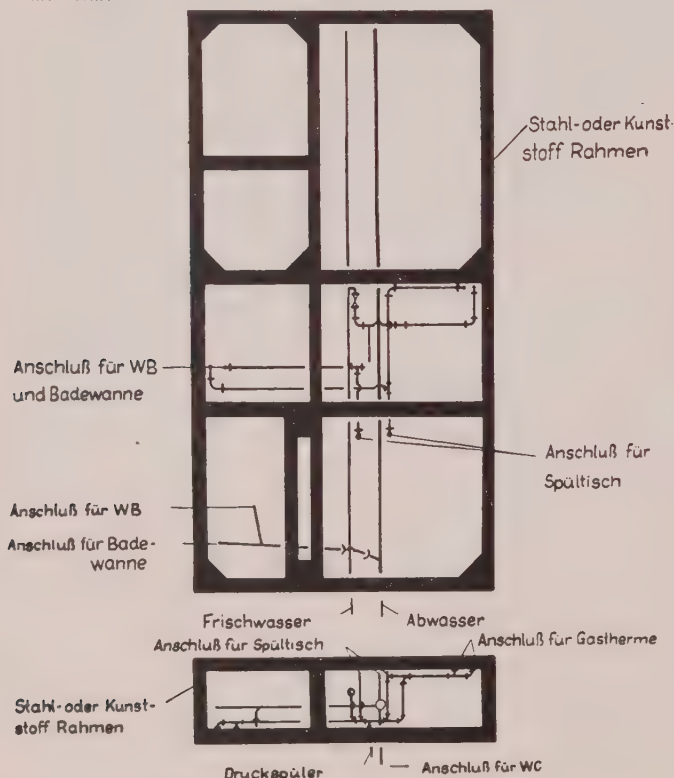 Stahl-oder Kunst-
stoff Rahmen
Anschluß für WB
und Badewanne
Anschluß für
Spültisch
Anschluß für WB
Anschluß für Bade-
wanne
Frischwasser
Abwasser
Anschluß für Spültisch
Anschluß für Gastherme
Stahl-oder Kunst-
stoff Rahmen
Druckspüler
Anschluß für WC